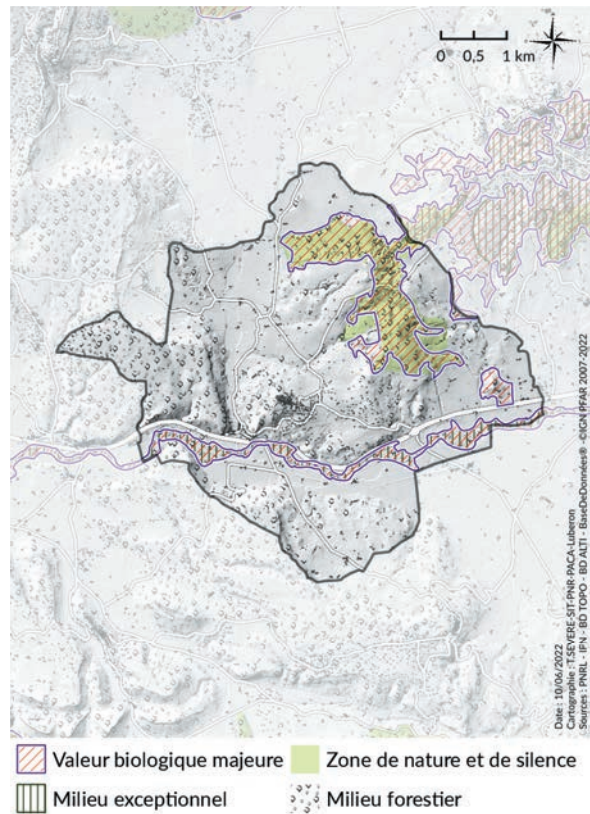 0 0,5 1 km
Date : 10/06/2022
Cartographie :T.SEVERE-SIT-PNR-PACA-Luberon
Sources : PNRL - IPN - BD TOPO - BD ALTI - BaseDeDonnées® -©IGN PFAR 2007-2022
Valeur biologique majeure
Zone de nature et de silence
Milieu exceptionnel
Milieu forestier